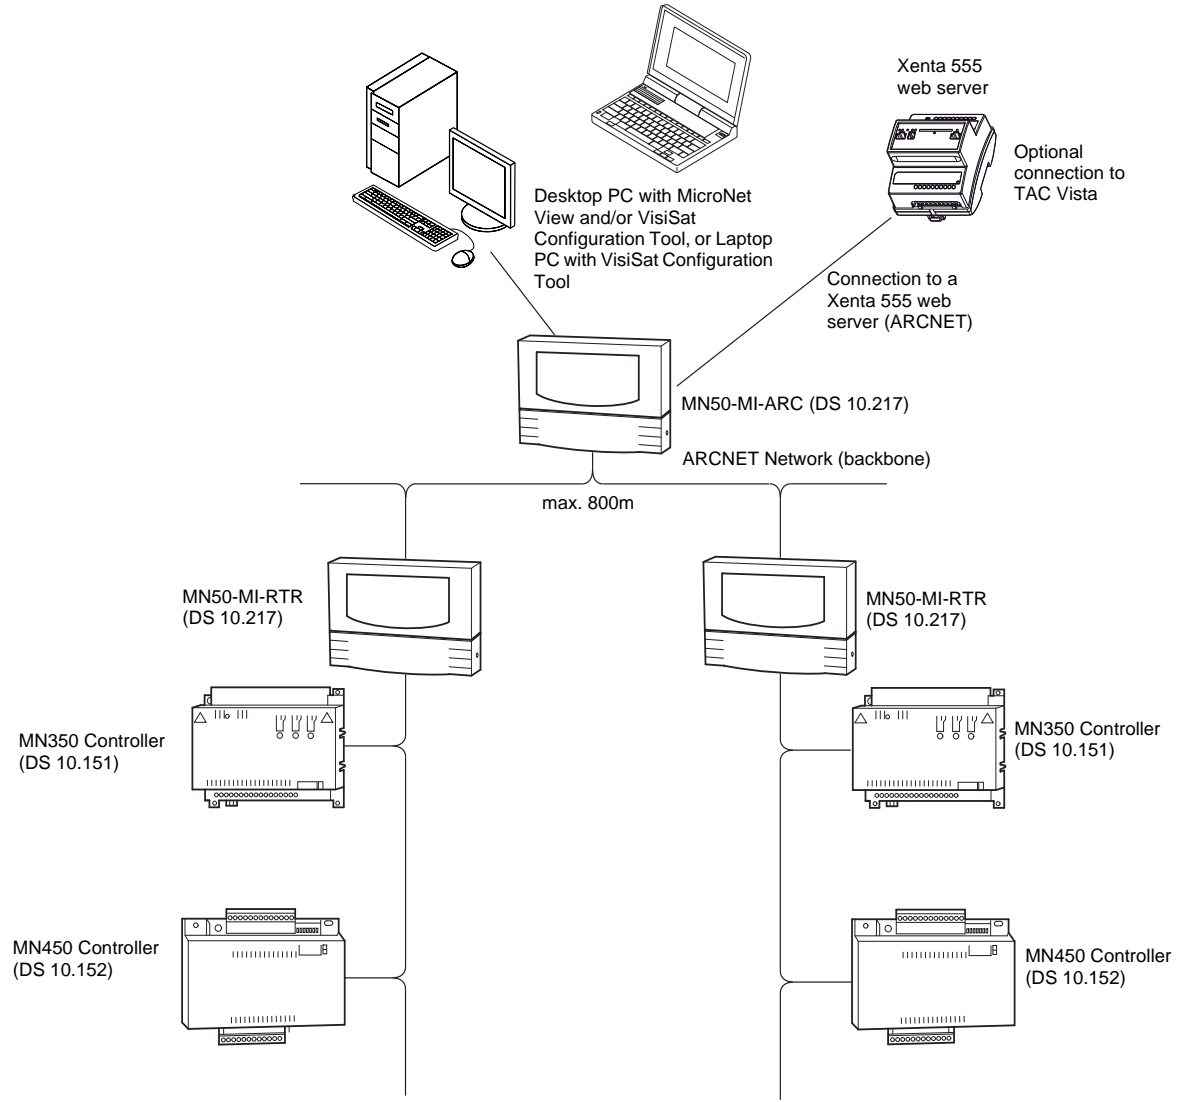 Xenta 555
web server
Optional
connection to
TAC Vista
Desktop PC with MicroNet
View and/or VisiSat
Configuration Tool, or Laptop
PC with VisiSat Configuration
Tool
Connection to a
Xenta 555 web
server (ARCNET)
MN50-MI-ARC (DS 10.217)
ARCNET Network (backbone)
max. 800m
MN50-MI-RTR
(DS 10.217)
MN50-MI-RTR
(DS 10.217)
MN350 Controller
(DS 10.151)
MN350 Controller
(DS 10.151)
MN450 Controller
(DS 10.152)
MN450 Controller
(DS 10.152)